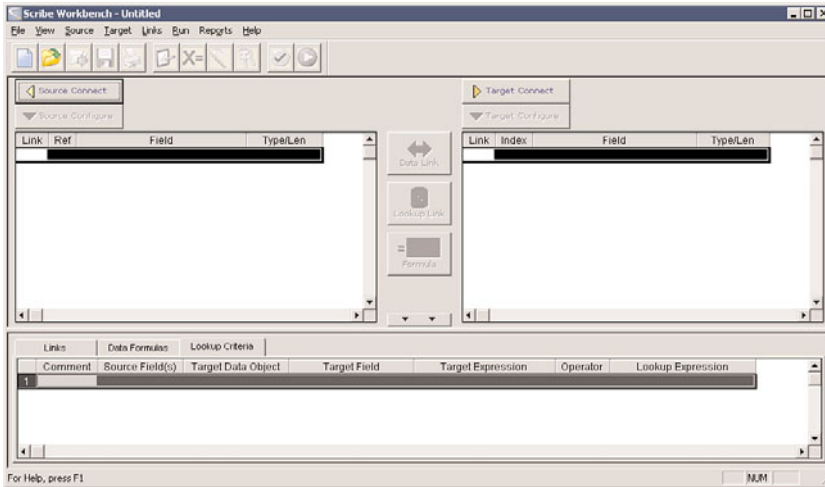 Scribe Workbench - Untitled
File View Source Target Links Run Reports Help
X=
Source Connect
Target Connect
Source Configure
Target Configure
Link Ref Field Type/Len
Link Index Field Type/Len
Data Link
Lookup Link
=
Formula
Links Data Formulas Lookup Criteria
Comment Source Field(s) Target Data Object Target Field Target Expression Operator Lookup Expression
1
For Help, press F1
NUM